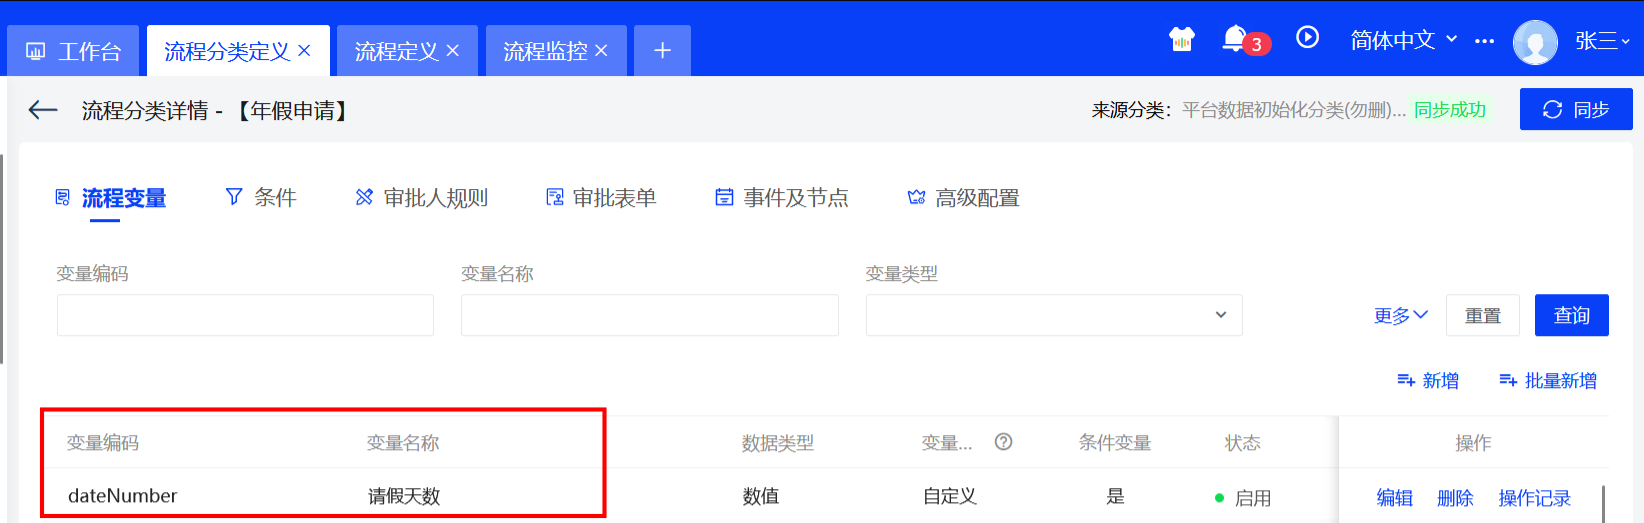 工作台 流程分类定义 × 流程定义 × 流程监控 × + 3 简体中文 ... 张三
流程分类详情 - 【年假申请】 来源分类：平台数据初始化分类(勿删)... 同步成功 同步
流程变量 条件 审批人规则 审批表单 事件及节点 高级配置
变量编码 变量名称 变量类型
更多 重置 查询
新增 批量新增
变量编码 变量名称 数据类型 变量... ? 条件变量 状态 操作
dateNumber 请假天数 数值 自定义 是 启用 编辑 删除 操作记录